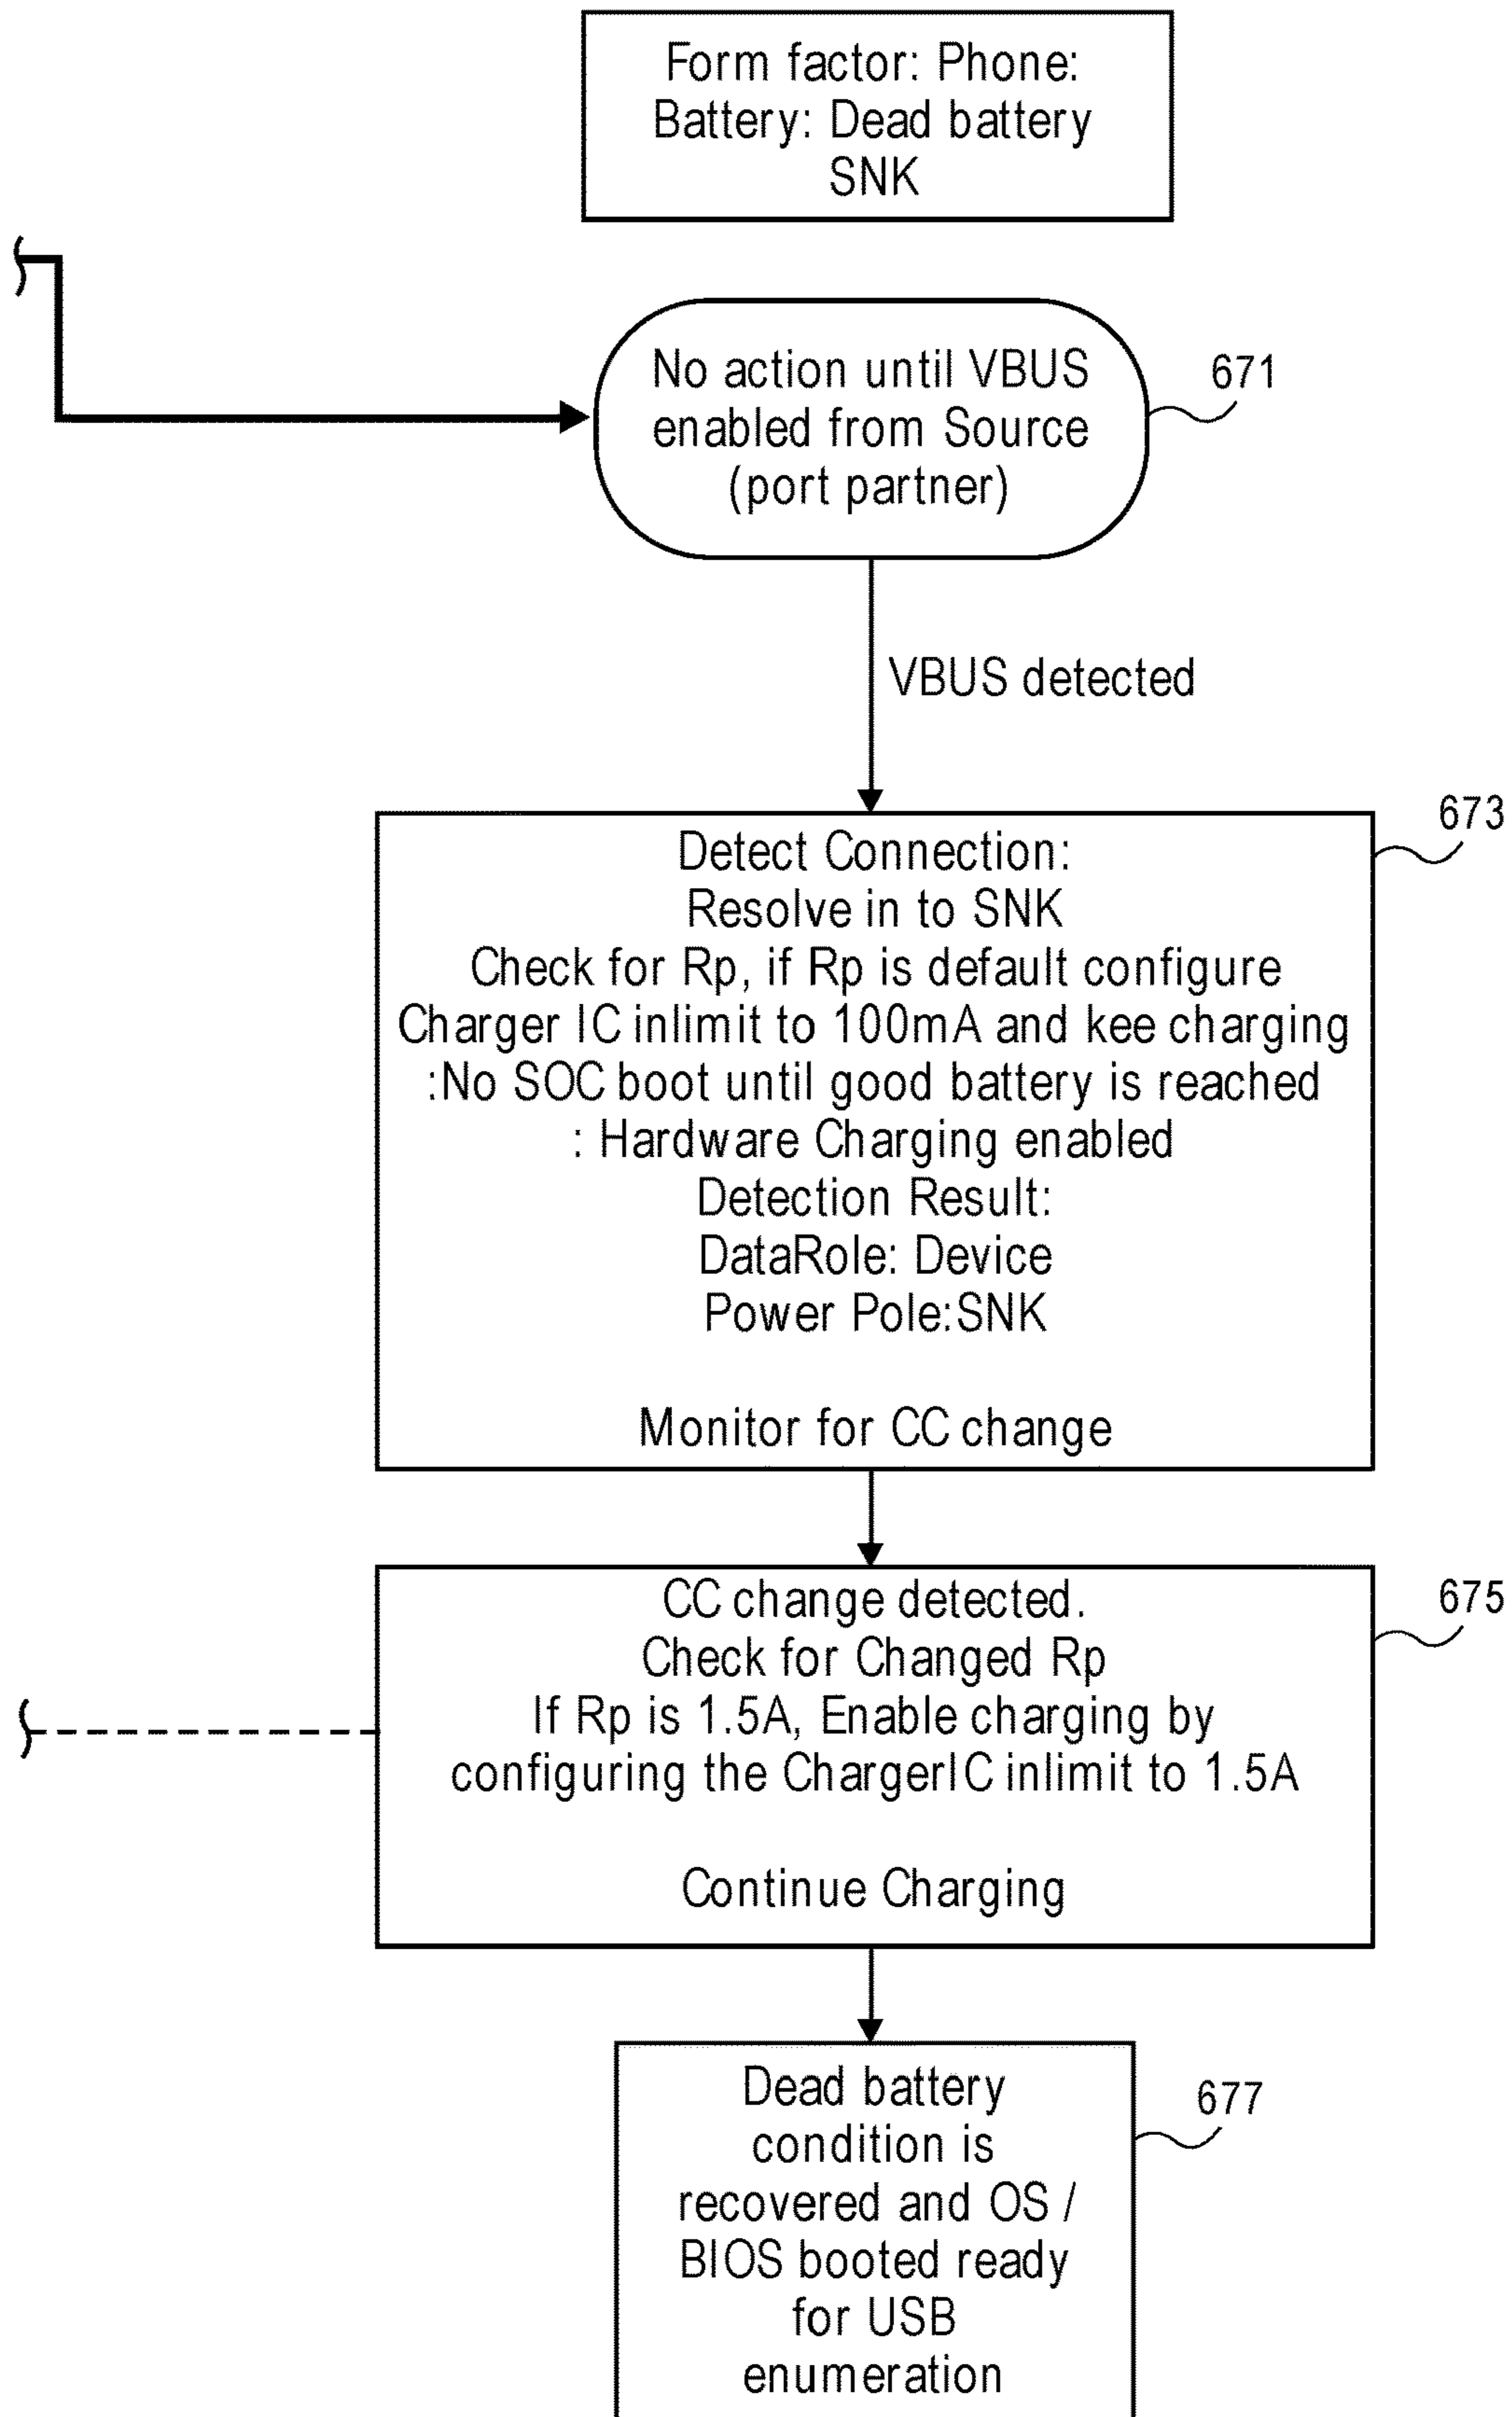 Form factor: Phone:
Battery: Dead battery
SNK
No action until VBUS
enabled from Source
(port partner)
671
VBUS detected
673
Detect Connection:
Resolve in to SNK
Check for Rp, if Rp is default configure
Charger IC inlimit to 100mA and kee charging
:No SOC boot until good battery is reached
: Hardware Charging enabled
Detection Result:
DataRole: Device
Power Pole:SNK
Monitor for CC change
675
CC change detected.
Check for Changed Rp
If Rp is 1.5A, Enable charging by
configuring the ChargerIC inlimit to 1.5A
Continue Charging
677
Dead battery
condition is
recovered and OS /
BIOS booted ready
for USB
enumeration